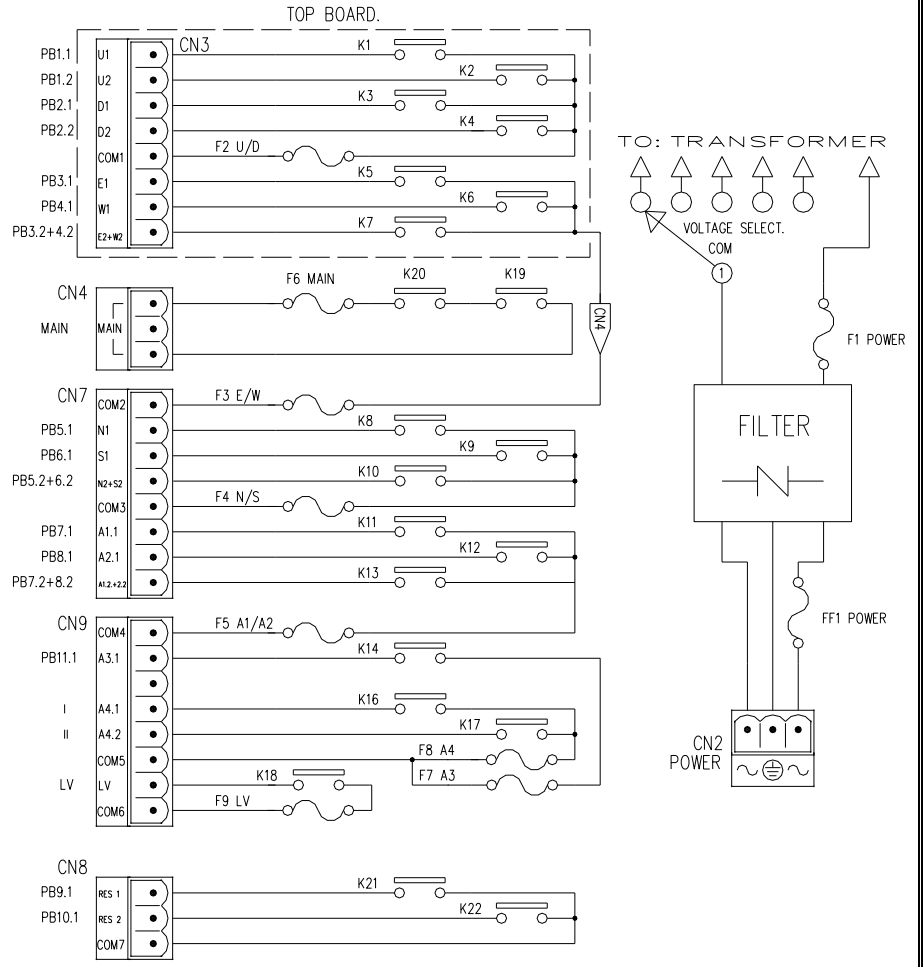 TOP BOARD.
CN3
PB1.1 U1 K1
PB1.2 U2 K2
PB2.1 D1 K3
PB2.2 D2 K4
COM1 F2 U/D
PB3.1 E1 K5
PB4.1 W1 K6
PB3.2+4.2 E2+W2 K7
TO: TRANSFORMER
VOLTAGE SELECT.
COM
1
F1 POWER
FILTER
FF1 POWER
CN2
POWER
CN4
F6 MAIN K20 K19
MAIN MAIN
CN4
CN7
COM2 F3 E/W
PB5.1 N1 K8
PB6.1 S1 K9
PB5.2+6.2 N2+S2 K10
COM3 F4 N/S
PB7.1 A1.1 K11
PB8.1 A2.1 K12
PB7.2+8.2 A1.2.+2.2 K13
CN9
COM4 F5 A1/A2
PB11.1 A3.1 K14
I A4.1 K16
II A4.2 K17
COM5 F8 A4
F7 A3
LV LV K18
COM6 F9 LV
CN8
PB9.1 RES 1 K21
PB10.1 RES 2 K22
COM7